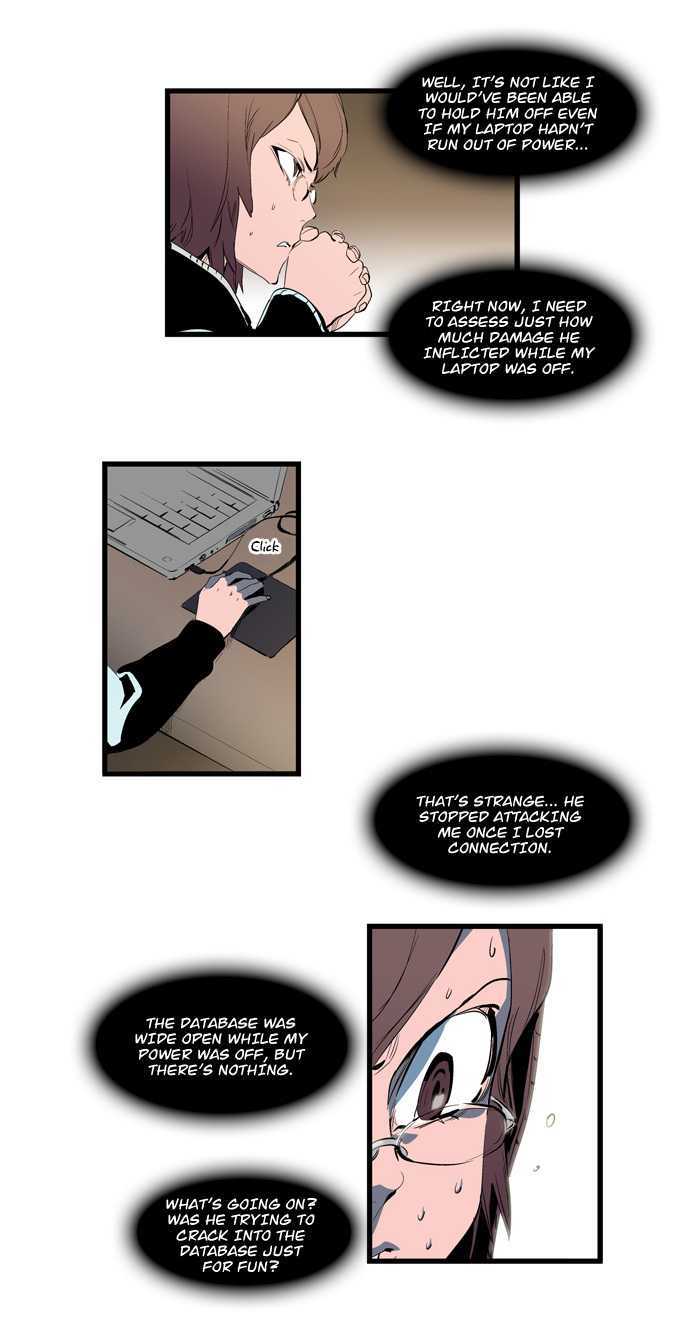 WELL, IT'S NOT LIKE I
WOULD'VE BEEN ABLE
TO HOLD HIM OFF EVEN
IF MY LAPTOP HADN'T
RUN OUT OF POWER...
RIGHT NOW, I NEED
TO ASSESS JUST HOW
MUCH DAMAGE HE
INFLICTED WHILE MY
LAPTOP WAS OFF.
Click
THAT'S STRANGE... HE
STOPPED ATTACKING
ME ONCE I LOST
CONNECTION.
THE DATABASE WAS
WIDE OPEN WHILE MY
POWER WAS OFF, BUT
THERE'S NOTHING.
WHAT'S GOING ON?
WAS HE TRYING TO
CRACK INTO THE
DATABASE JUST
FOR FUN?